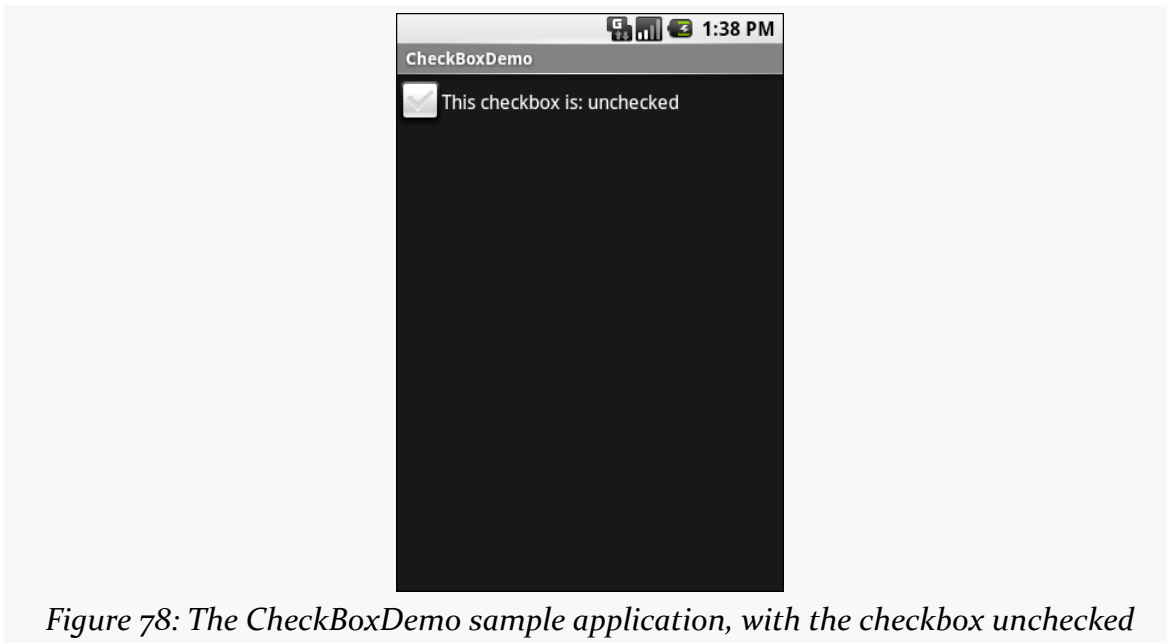 G
1:38 PM
CheckBoxDemo
This checkbox is: unchecked
Figure 78: The CheckBoxDemo sample application, with the checkbox unchecked